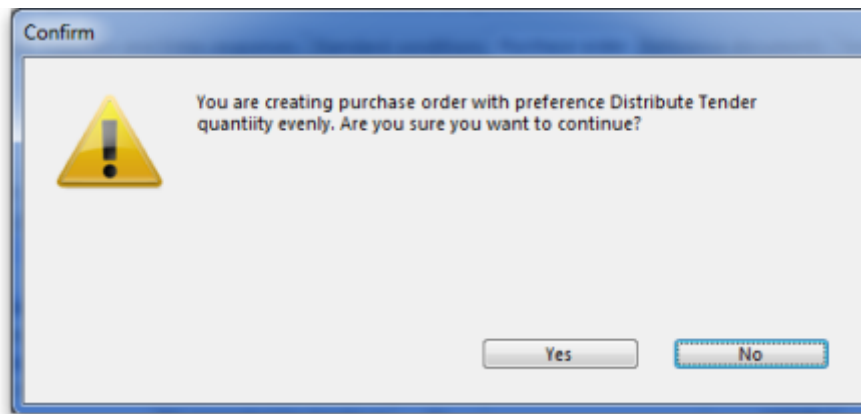 Confirm
You are creating purchase order with preference Distribute Tender
quantiity evenly. Are you sure you want to continue?
Yes
No